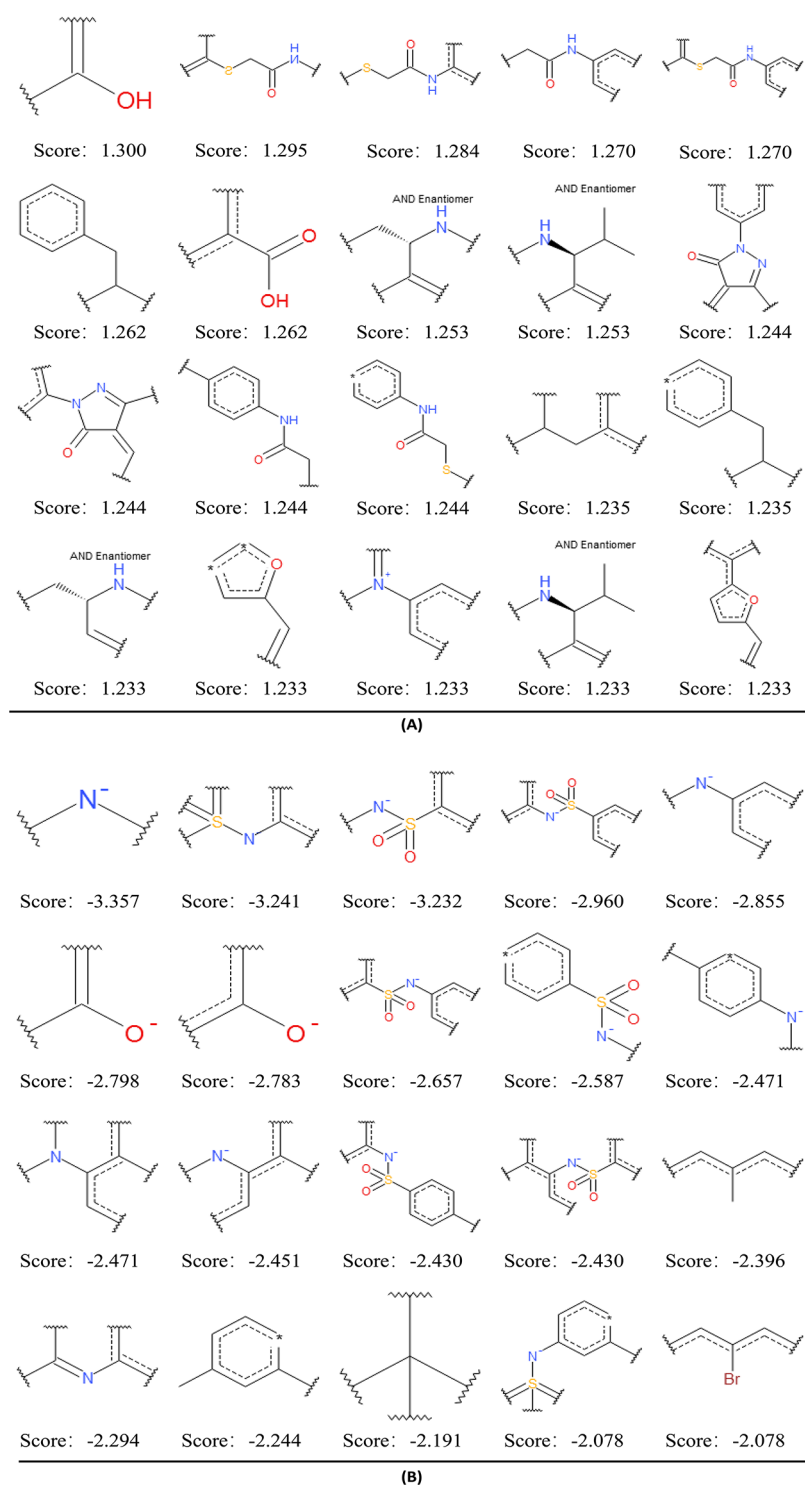 OH
S O H N
S O N H
H N O
S O H N
Score: 1.300 Score: 1.295 Score: 1.284 Score: 1.270 Score: 1.270
O OH
AND Enantiomer
H N
AND Enantiomer
H N
N N O
Score: 1.262 Score: 1.262 Score: 1.253 Score: 1.253 Score: 1.244
N N O
NH O
* NH O S
*
Score: 1.244 Score: 1.244 Score: 1.244 Score: 1.235 Score: 1.235
AND Enantiomer
H N
* * O
N+
AND Enantiomer
H N
O
Score: 1.233 Score: 1.233 Score: 1.233 Score: 1.233 Score: 1.233
(A)
N-
S N
N- S O O
O O S N-
N-
Score: -3.357 Score: -3.241 Score: -3.232 Score: -2.960 Score: -2.855
O-
O-
S N- O O
* S O O N-
* N-
Score: -2.798 Score: -2.783 Score: -2.657 Score: -2.587 Score: -2.471
N
N-
N- O S O
N- S O O
Score: -2.471 Score: -2.451 Score: -2.430 Score: -2.430 Score: -2.396
N
*
* N- S
Br
Score: -2.294 Score: -2.244 Score: -2.191 Score: -2.078 Score: -2.078
(B)